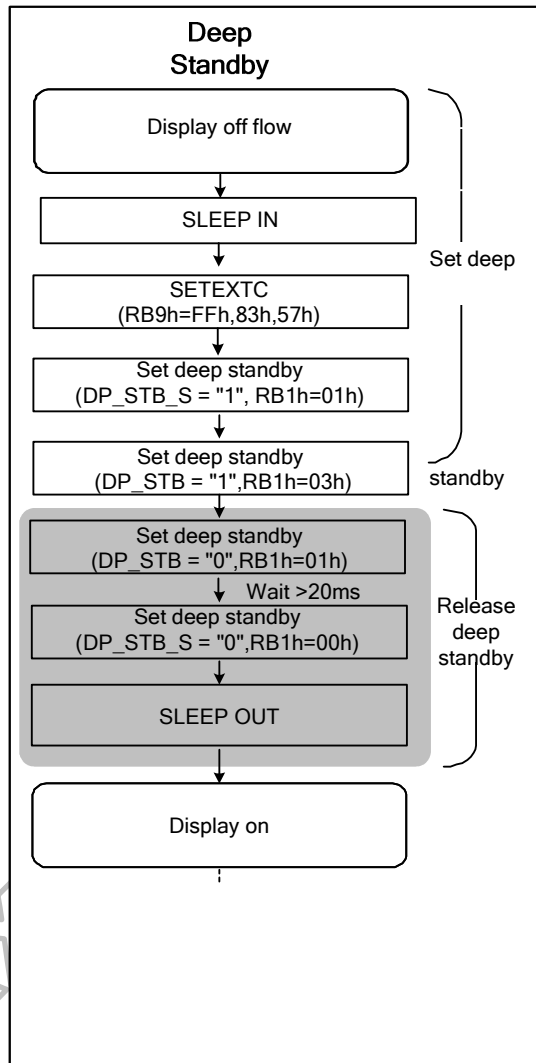 Deep
Standby
Display off flow
SLEEP IN
Set deep
SETEXTC
(RB9h=FFh,83h,57h)
Set deep standby
(DP_STB_S = "1", RB1h=01h)
Set deep standby
(DP_STB = "1",RB1h=03h)
standby
Set deep standby
(DP_STB = "0",RB1h=01h)
Wait >20ms
Set deep standby
(DP_STB_S = "0",RB1h=00h)
Release
deep
standby
SLEEP OUT
Display on